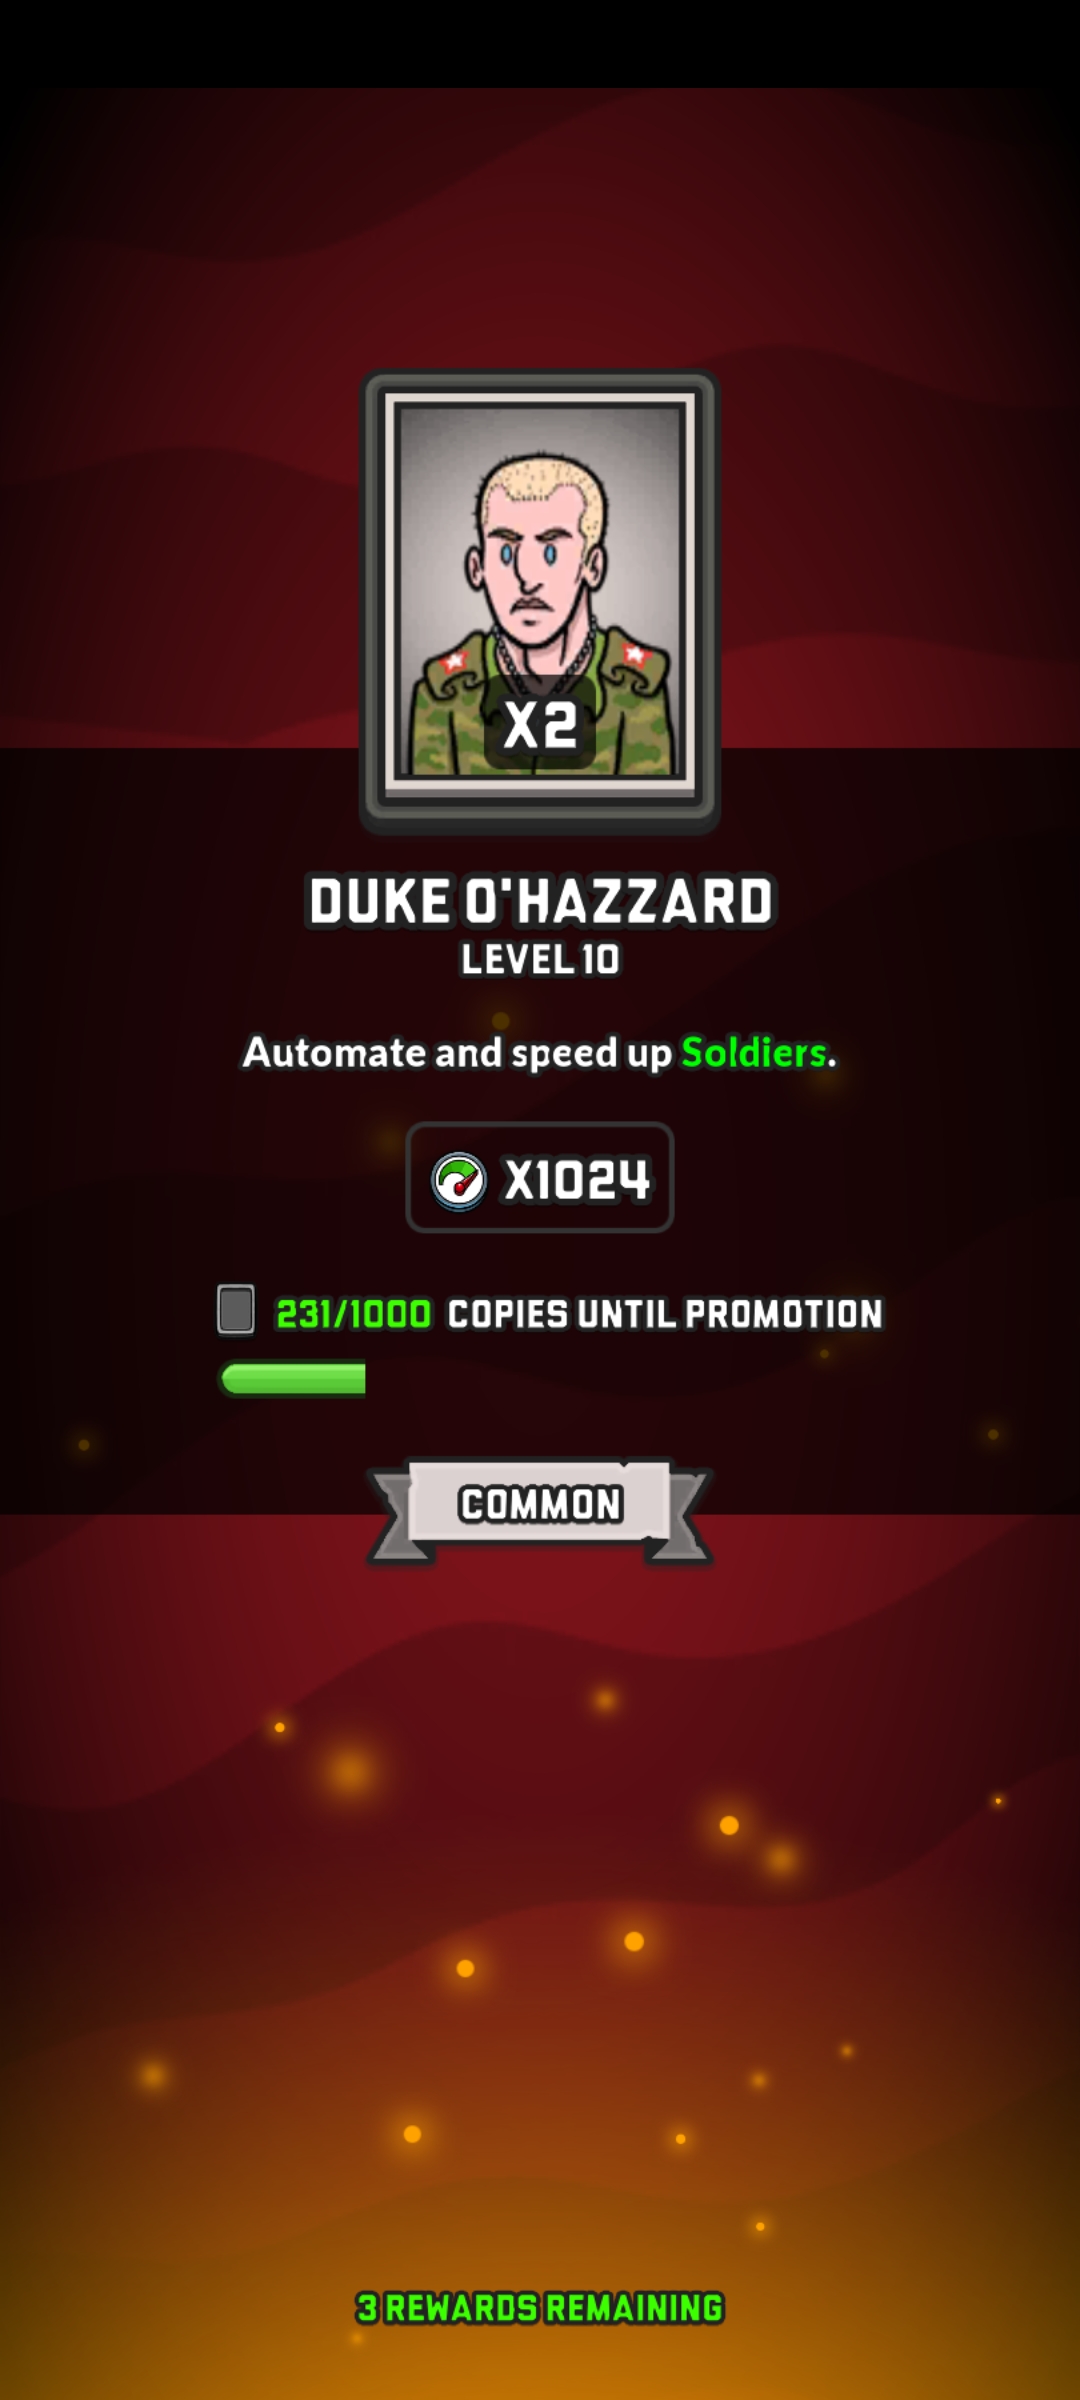 X2
DUKE O'HAZZARD
LEVEL 10
Automate and speed up Soldiers.
X1024
231/1000 COPIES UNTIL PROMOTION
COMMON
3 REWARDS REMAINING